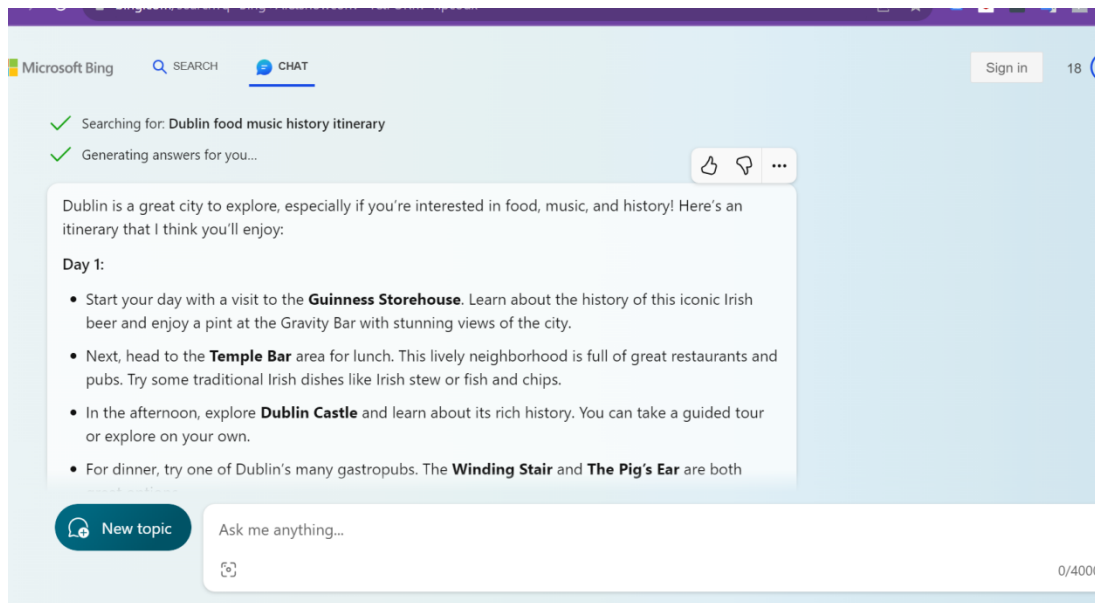 Microsoft Bing
SEARCH
CHAT
Sign in
18
Searching for: Dublin food music history itinerary
Generating answers for you...
Dublin is a great city to explore, especially if you're interested in food, music, and history! Here's an
itinerary that I think you'll enjoy:
Day 1:
• Start your day with a visit to the Guinness Storehouse. Learn about the history of this iconic Irish
beer and enjoy a pint at the Gravity Bar with stunning views of the city.
• Next, head to the Temple Bar area for lunch. This lively neighborhood is full of great restaurants and
pubs. Try some traditional Irish dishes like Irish stew or fish and chips.
• In the afternoon, explore Dublin Castle and learn about its rich history. You can take a guided tour
or explore on your own.
• For dinner, try one of Dublin's many gastropubs. The Winding Stair and The Pig's Ear are both
New topic
Ask me anything...
0/4000